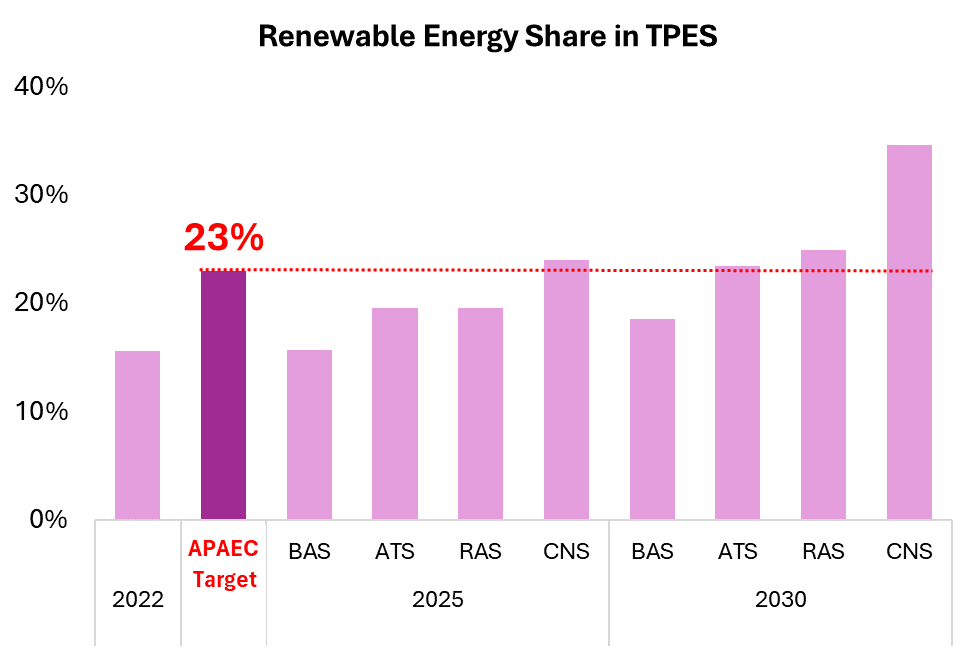 Renewable Energy Share in TPES
40%
30%
20%
10%
0%
23%
APAEC
Target
BAS ATS RAS CNS BAS ATS RAS CNS
2022 2025 2030